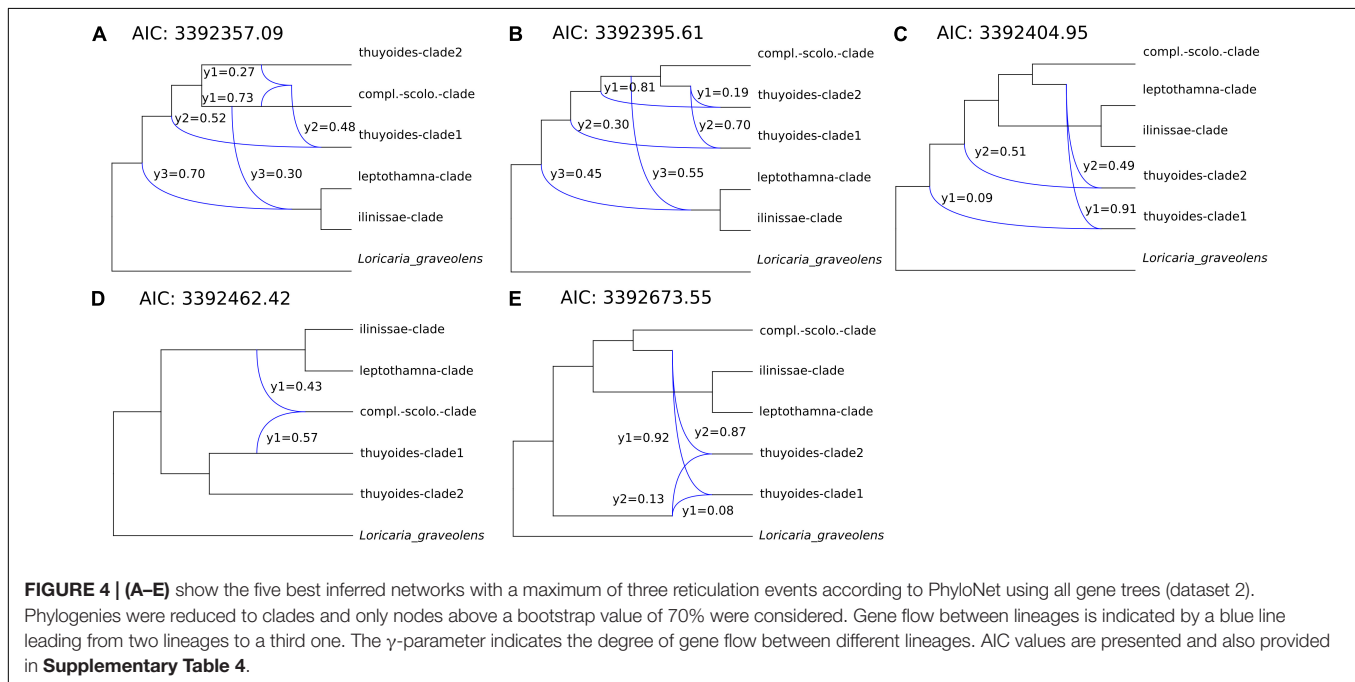 A AIC: 3392357.09
thuyoides-clade2
y1=0.27
compl.-scolo.-clade
y1=0.73
y2=0.52
y2=0.48
thuyoides-clade1
y3=0.70
y3=0.30
leptothamna-clade
ilinissae-clade
Loricaria_graveolens
B AIC: 3392395.61
compl.-scolo.-clade
y1=0.81
y1=0.19
thuyoides-clade2
y2=0.30
y2=0.70
thuyoides-clade1
y3=0.45
y3=0.55
leptothamna-clade
ilinissae-clade
Loricaria_graveolens
C AIC: 3392404.95
compl.-scolo.-clade
leptothamna-clade
ilinissae-clade
y2=0.51
y2=0.49
thuyoides-clade2
y1=0.09
y1=0.91
thuyoides-clade1
Loricaria_graveolens
D AIC: 3392462.42
ilinissae-clade
leptothamna-clade
y1=0.43
compl.-scolo.-clade
y1=0.57
thuyoides-clade1
thuyoides-clade2
Loricaria_graveolens
E AIC: 3392673.55
compl.-scolo.-clade
ilinissae-clade
leptothamna-clade
y1=0.92
y2=0.87
thuyoides-clade2
y2=0.13
thuyoides-clade1
y1=0.08
Loricaria_graveolens
FIGURE 4 | (A–E) show the five best inferred networks with a maximum of three reticulation events according to PhyloNet using all gene trees (dataset 2).
Phylogenies were reduced to clades and only nodes above a bootstrap value of 70% were considered. Gene flow between lineages is indicated by a blue line
leading from two lineages to a third one. The γ-parameter indicates the degree of gene flow between different lineages. AIC values are presented and also provided
in Supplementary Table 4.